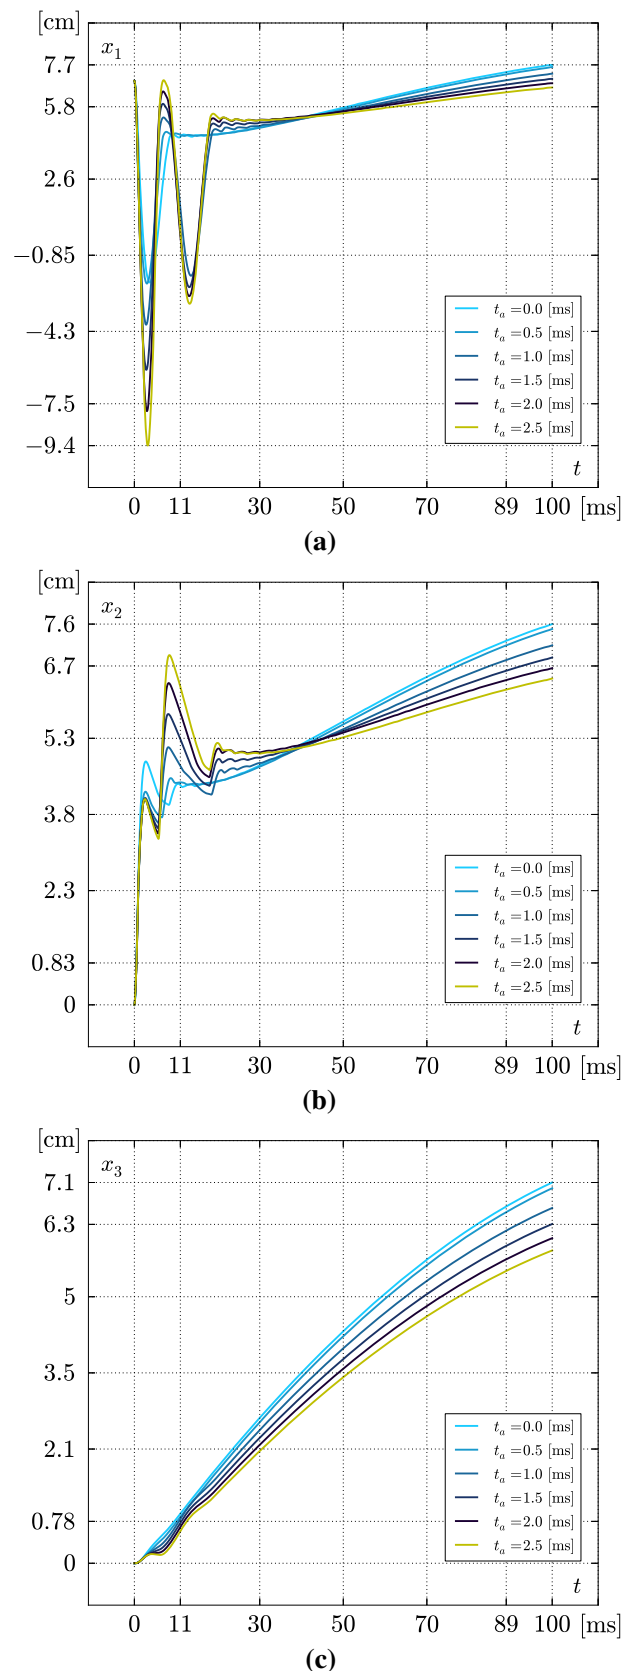 [cm]
x₁
7.7
5.8
2.6
−0.85
−4.3
−7.5
−9.4
tₐ =0.0 [ms]
tₐ =0.5 [ms]
tₐ =1.0 [ms]
tₐ =1.5 [ms]
tₐ =2.0 [ms]
tₐ =2.5 [ms]
t
0 11 30 50 70 89 100 [ms]
(a)
[cm]
x₂
7.6
6.7
5.3
3.8
2.3
0.83
0
tₐ =0.0 [ms]
tₐ =0.5 [ms]
tₐ =1.0 [ms]
tₐ =1.5 [ms]
tₐ =2.0 [ms]
tₐ =2.5 [ms]
t
0 11 30 50 70 89 100 [ms]
(b)
[cm]
x₃
7.1
6.3
5
3.5
2.1
0.78
0
tₐ =0.0 [ms]
tₐ =0.5 [ms]
tₐ =1.0 [ms]
tₐ =1.5 [ms]
tₐ =2.0 [ms]
tₐ =2.5 [ms]
t
0 11 30 50 70 89 100 [ms]
(c)